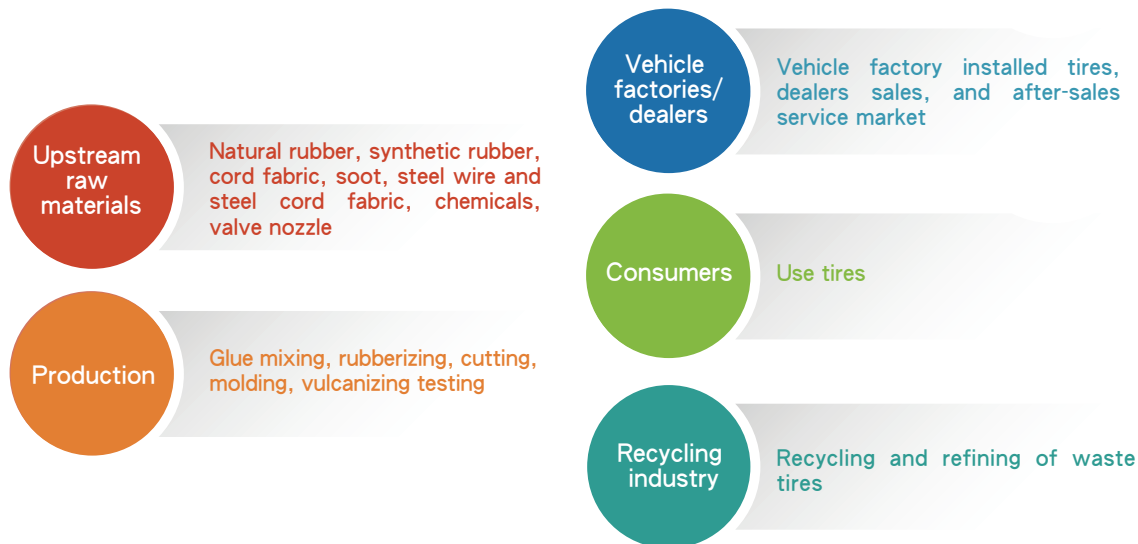 Upstream
raw
materials
Natural rubber, synthetic rubber,
cord fabric, soot, steel wire and
steel cord fabric, chemicals,
valve nozzle
Production
Glue mixing, rubberizing, cutting,
molding, vulcanizing testing
Vehicle
factories/
dealers
Vehicle factory installed tires,
dealers sales, and after-sales
service market
Consumers
Use tires
Recycling
industry
Recycling and refining of waste
tires